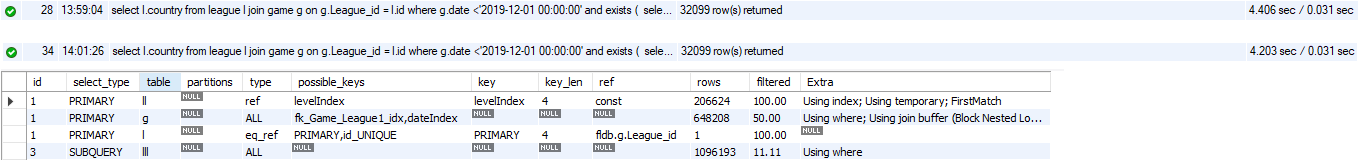 28 13:59:04 select l.country from league l join game g on g.League_id = l.id where g.date <'2019-12-01 00:00:00' and exists ( sele... 32099 row(s) returned 4.406 sec / 0.031 sec
34 14:01:26 select l.country from league l join game g on g.League_id = l.id where g.date <'2019-12-01 00:00:00' and exists ( sele... 32099 row(s) returned 4.203 sec / 0.031 sec
id select_type table partitions type possible_keys key key_len ref rows filtered Extra
1 PRIMARY ll NULL ref levelIndex levelIndex 4 const 206624 100.00 Using index; Using temporary; FirstMatch
1 PRIMARY g NULL ALL fk_Game_League1_idx,dateIndex NULL NULL NULL 648208 50.00 Using where; Using join buffer (Block Nested Lo...
1 PRIMARY l NULL eq_ref PRIMARY,id_UNIQUE PRIMARY 4 fldb.g.League_id 1 100.00 NULL
3 SUBQUERY lll NULL ALL NULL NULL NULL NULL 1096193 11.11 Using where